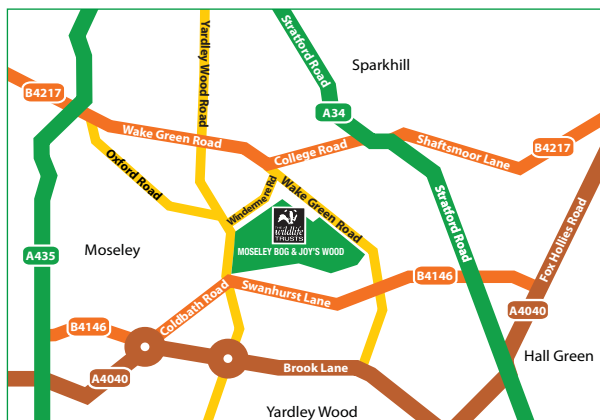 Stratford Road
Sparkhill
Yardley Wood Road
B4217
A34
Wake Green Road
College Road
Shaftsmoor Lane
B4217
Oxford Road
Windermere Rd
Wake Green Road
Fox Hollies Road
Stratford Road
wildlife
TRUSTS
Moseley
MOSELEY BOG & JOY'S WOOD
A435
B4146
Swanhurst Lane
Coldbath Road
A4040
B4146
Hall Green
Brook Lane
A4040
Yardley Wood